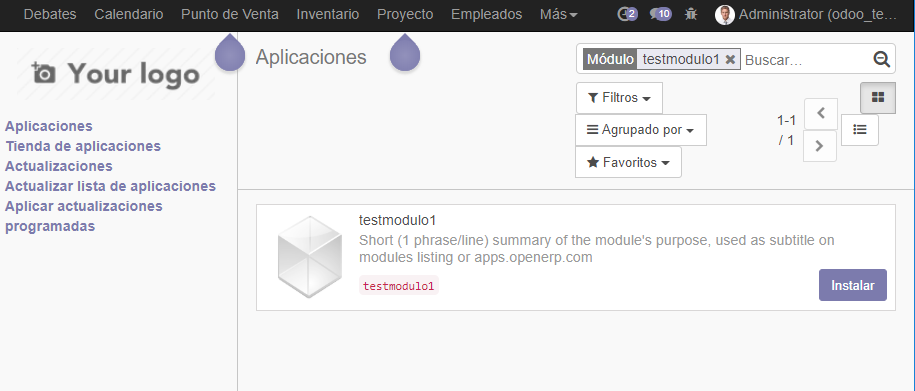 Debates Calendario Punto de Venta Inventario Proyecto Empleados Más 2 10 Administrator (odoo_te...
Your logo
Aplicaciones
Tienda de aplicaciones
Actualizaciones
Actualizar lista de aplicaciones
Aplicar actualizaciones
programadas
Aplicaciones
Módulo testmodulo1 Buscar...
Filtros
Agrupado por
Favoritos
1-1
/ 1
testmodulo1
Short (1 phrase/line) summary of the module's purpose, used as subtitle on
modules listing or apps.openerp.com
testmodulo1
Instalar